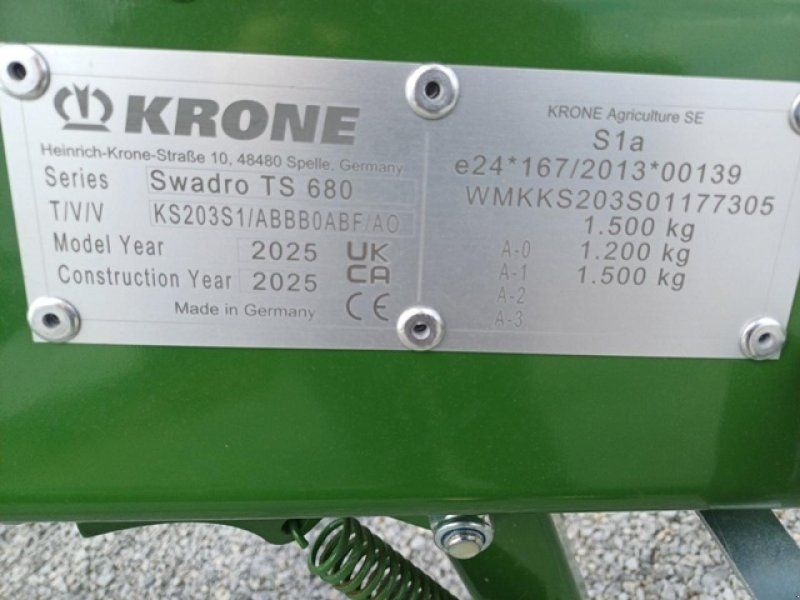 KRONE
Heinrich-Krone-Straße 10, 48480 Spelle, Germany
Series Swadro TS 680
T/V/V KS203S1/ABBB0ABF/AO
Model Year 2025
Construction Year 2025
Made in Germany
UK
CA
CE
KRONE Agriculture SE
S1a
e24*167/2013*00139
WMKKS203S01177305
1.500 kg
A-0 1.200 kg
A-1 1.500 kg
A-2
A-3